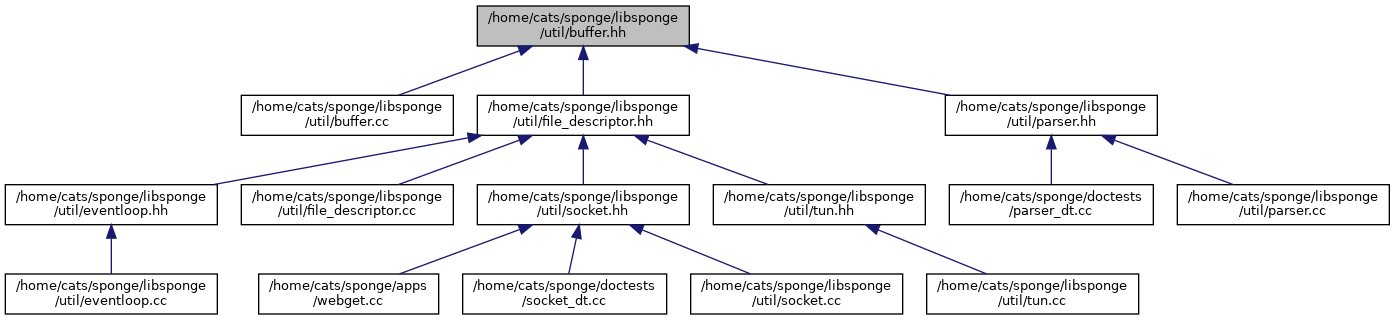 /home/cats/sponge/libsponge
/util/buffer.hh
/home/cats/sponge/libsponge
/util/buffer.cc
/home/cats/sponge/libsponge
/util/file_descriptor.hh
/home/cats/sponge/libsponge
/util/parser.hh
/home/cats/sponge/libsponge
/util/eventloop.hh
/home/cats/sponge/libsponge
/util/file_descriptor.cc
/home/cats/sponge/libsponge
/util/socket.hh
/home/cats/sponge/libsponge
/util/tun.hh
/home/cats/sponge/doctests
/parser_dt.cc
/home/cats/sponge/libsponge
/util/parser.cc
/home/cats/sponge/libsponge
/util/eventloop.cc
/home/cats/sponge/apps
/webget.cc
/home/cats/sponge/doctests
/socket_dt.cc
/home/cats/sponge/libsponge
/util/socket.cc
/home/cats/sponge/libsponge
/util/tun.cc